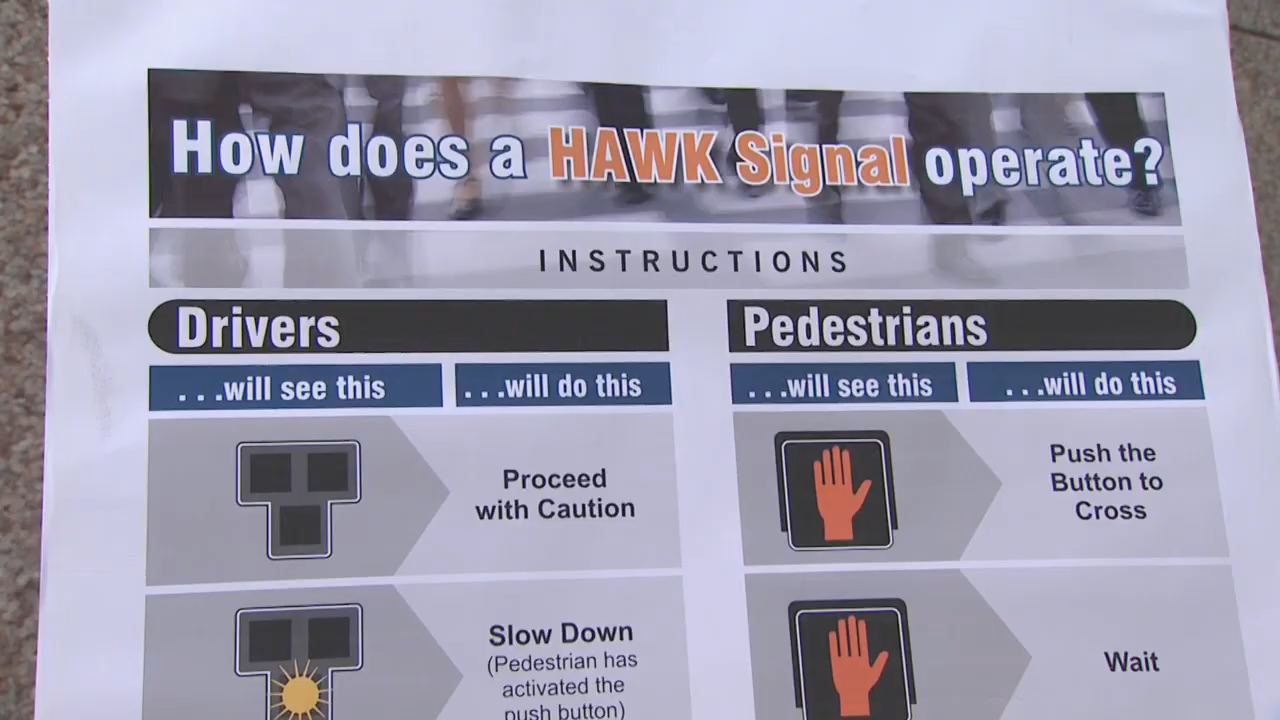 How does a HAWK Signal operate?
INSTRUCTIONS
Drivers
...will see this
...will do this
Proceed
with Caution
Slow Down
(Pedestrian has
activated the
push button)
Pedestrians
...will see this
...will do this
Push the
Button to
Cross
Wait